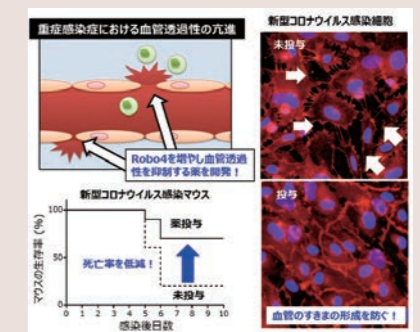 重症感染症における血管透過性の亢進
Robo4を増やし血管透過
性を抑制する薬を開発！
新型コロナウイルス感染マウス
マウスの生存率 (%)
100
50
0
薬投与
死亡率を低減！
未投与
0 1 2 3 4 5 6 7 8 9 10
感染後日数
新型コロナウイルス感染細胞
未投与
投与
血管のすきまの形成を防ぐ！